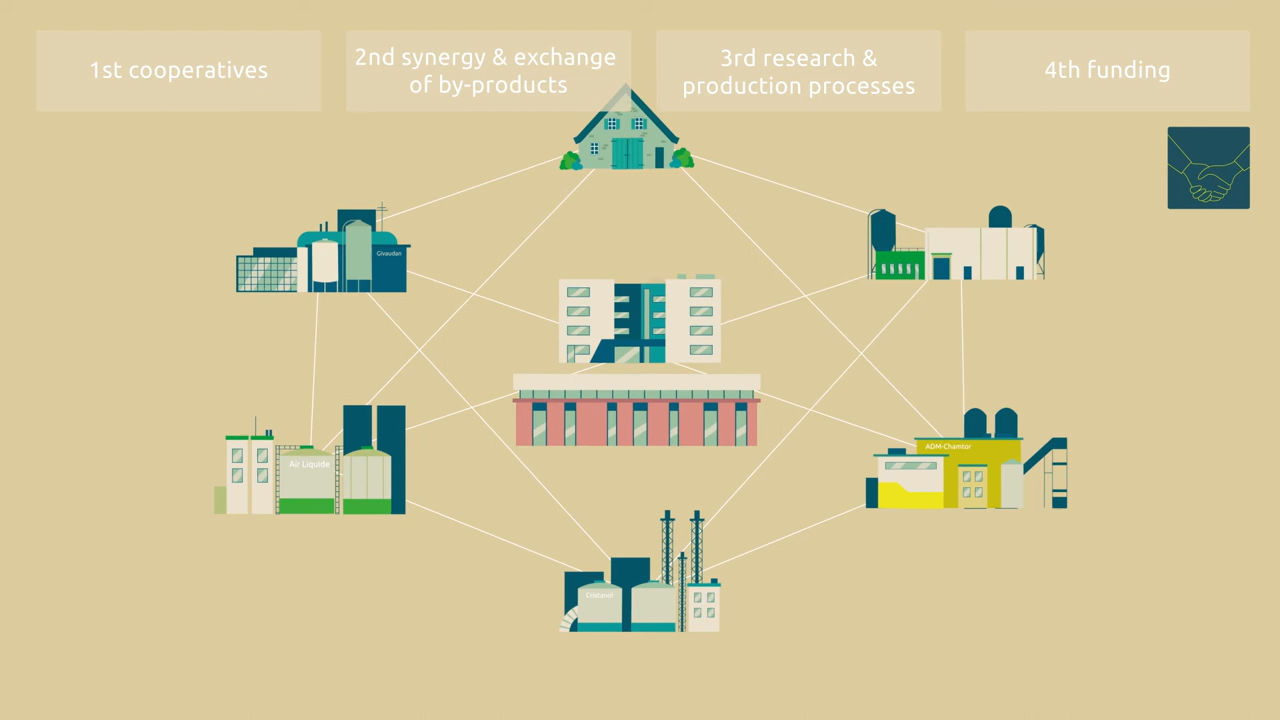 1st cooperatives
2nd synergy & exchange
of by-products
3rd research &
production processes
4th funding
Givaudan
Air Liquide
ADM-Chamtor
Cristanol